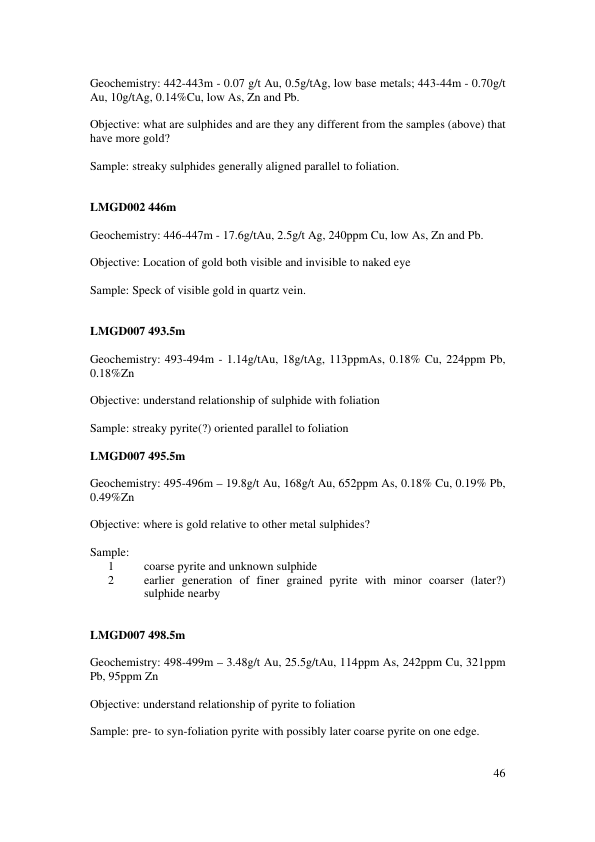 Geochemistry: 442-443m - 0.07 g/t Au, 0.5g/tAg, low base metals; 443-44m - 0.70g/t
Au, 10g/tAg, 0.14%Cu, low As, Zn and Pb.
Objective: what are sulphides and are they any different from the samples (above) that
have more gold?
Sample: streaky sulphides generally aligned parallel to foliation.
LMGD002 446m
Geochemistry: 446-447m - 17.6g/tAu, 2.5g/t Ag, 240ppm Cu, low As, Zn and Pb.
Objective: Location of gold both visible and invisible to naked eye
Sample: Speck of visible gold in quartz vein.
LMGD007 493.5m
Geochemistry: 493-494m - 1.14g/tAu, 18g/tAg, 113ppmAs, 0.18% Cu, 224ppm Pb,
0.18%Zn
Objective: understand relationship of sulphide with foliation
Sample: streaky pyrite(?) oriented parallel to foliation
LMGD007 495.5m
Geochemistry: 495-496m – 19.8g/t Au, 168g/t Au, 652ppm As, 0.18% Cu, 0.19% Pb,
0.49%Zn
Objective: where is gold relative to other metal sulphides?
Sample:
1 coarse pyrite and unknown sulphide
2 earlier generation of finer grained pyrite with minor coarser (later?)
sulphide nearby
LMGD007 498.5m
Geochemistry: 498-499m – 3.48g/t Au, 25.5g/tAu, 114ppm As, 242ppm Cu, 321ppm
Pb, 95ppm Zn
Objective: understand relationship of pyrite to foliation
Sample: pre- to syn-foliation pyrite with possibly later coarse pyrite on one edge.
46